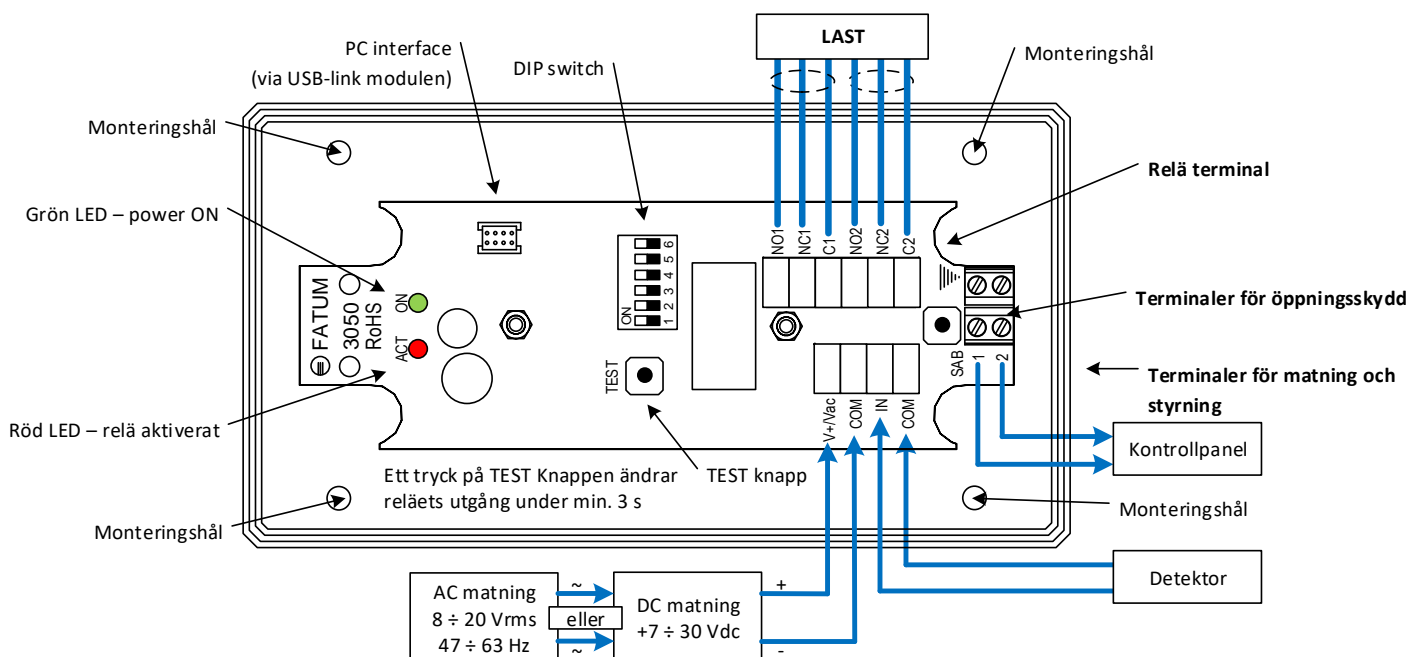 LAST
PC interface
(via USB-link modulen)
DIP switch
Monteringshål
Monteringshål
NO1
NC1
C1
NO2
NC2
C2
Relä terminal
Grön LED – power ON
FATUM
3050
RoHS
ON
ACT
ON
1 2 3 4 5 6
Terminaler för öppningsskydd
TEST
SAB
1
2
Terminaler för matning och
styrning
Röd LED – relä aktiverat
V+/Vac
COM
IN
COM
Kontrollpanel
Ett tryck på TEST Knappen ändrar
reläets utgång under min. 3 s
TEST knapp
Monteringshål
Monteringshål
AC matning
8 ÷ 20 Vrms
47 ÷ 63 Hz
~
eller
~
DC matning
+7 ÷ 30 Vdc
+
-
Detektor